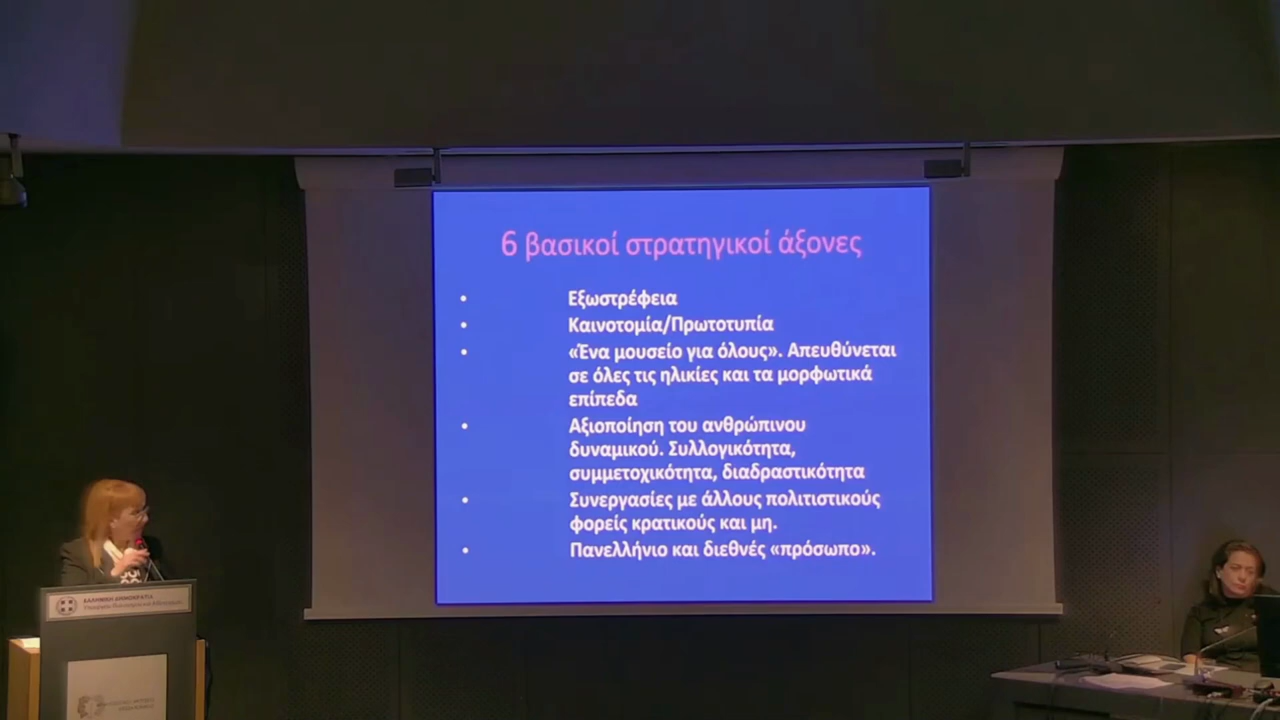 6 βασικοί στρατηγικοί άξονες
• Εξωστρέφεια
• Καινοτομία/Πρωτοτυπία
• «Ένα μουσείο για όλους». Απευθύνεται
σε όλες τις ηλικίες και τα μορφωτικά
επίπεδα
• Αξιοποίηση του ανθρώπινου
δυναμικού. Συλλογικότητα,
συμμετοχικότητα, διαδραστικότητα
• Συνεργασίες με άλλους πολιτιστικούς
φορείς κρατικούς και μη.
• Πανελλήνιο και διεθνές «πρόσωπο».
ΕΛΛΗΝΙΚΗ ΔΗΜΟΚΡΑΤΙΑ